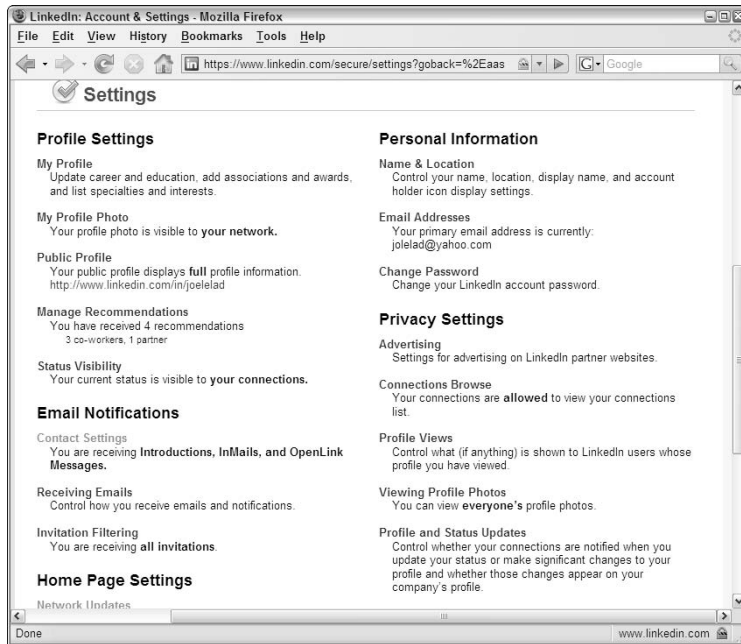 LinkedIn: Account & Settings - Mozilla Firefox
File Edit View History Bookmarks Tools Help
https://www.linkedin.com/secure/settings?goback=%2Eaas
G Google
Settings
Profile Settings
My Profile
Update career and education, add associations and awards,
and list specialties and interests.
My Profile Photo
Your profile photo is visible to your network.
Public Profile
Your public profile displays full profile information.
http://www.linkedin.com/in/joelelad
Manage Recommendations
You have received 4 recommendations
3 co-workers, 1 partner
Status Visibility
Your current status is visible to your connections.
Email Notifications
Contact Settings
You are receiving Introductions, InMails, and OpenLink
Messages.
Receiving Emails
Control how you receive emails and notifications.
Invitation Filtering
You are receiving all invitations.
Home Page Settings
Network Updates
Personal Information
Name & Location
Control your name, location, display name, and account
holder icon display settings.
Email Addresses
Your primary email address is currently:
jolelad@yahoo.com
Change Password
Change your LinkedIn account password.
Privacy Settings
Advertising
Settings for advertising on LinkedIn partner websites.
Connections Browse
Your connections are allowed to view your connections
list.
Profile Views
Control what (if anything) is shown to LinkedIn users whose
profile you have viewed.
Viewing Profile Photos
You can view everyone's profile photos.
Profile and Status Updates
Control whether your connections are notified when you
update your status or make significant changes to your
profile and whether those changes appear on your
company's profile.
Done
www.linkedin.com